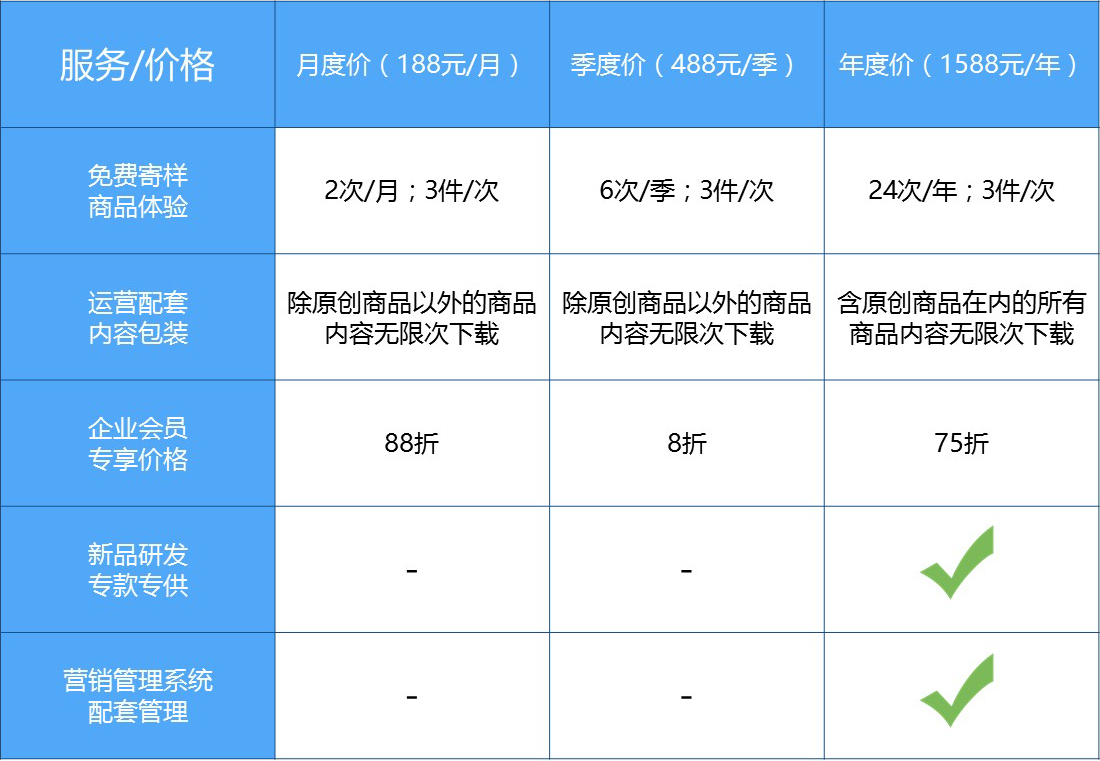 服务/价格
月度价（188元/月）
季度价（488元/季）
年度价（1588元/年）
免费寄样
商品体验
2次/月；3件/次
6次/季；3件/次
24次/年；3件/次
运营配套
内容包装
除原创商品以外的商品
内容无限次下载
除原创商品以外的商品
内容无限次下载
含原创商品在内的所有
商品内容无限次下载
企业会员
专享价格
88折
8折
75折
新品研发
专款专供
-
-
营销管理系统
配套管理
-
-